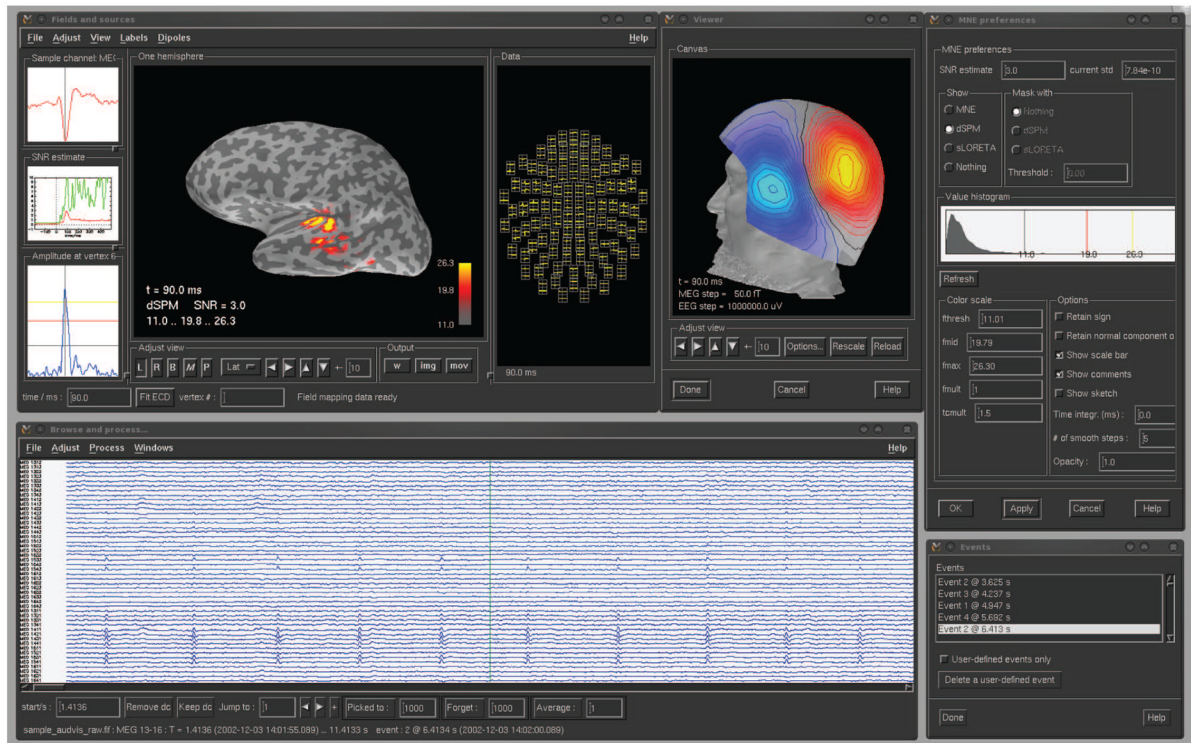 Fields and sources
File Adjust View Labels Dipoles Help
Sample channel: MEG
One hemisphere
Data
SNR estimate
Amplitude at vertex 6
t = 90.0 ms
dSPM SNR = 3.0
11.0 .. 19.8 .. 26.3
26.3
19.8
11.0
90.0 ms
Adjust view
L R B M P Lat +- 10
Output
w img mov
time / ms : 90.0 Fit ECD vertex # : Field mapping data ready
Viewer
Canvas
t = 90.0 ms
MEG step = 50.0 fT
EEG step = 1000000.0 uV
Adjust view
+- 10 Options... Rescale Reload
Done Cancel Help
MNE preferences
MNE preferences
SNR estimate 3.0 current std 7.84e-10
Show
MNE
dSPM
sLORETA
Nothing
Mask with
Nothing
dSPM
sLORETA
Threshold : 0.00
Value histogram
11.0 19.8 26.3
Refresh
Color scale
fthresh 11.01
fmid 19.79
fmax 26.30
fmult 1
tcmult 1.5
Options
Retain sign
Retain normal component o
Show scale bar
Show comments
Show sketch
Time integr. (ms) : 0.0
# of smooth steps : 5
Opacity : 1.0
OK Apply Cancel Help
Browse and process...
File Adjust Process Windows Help
start/s : 1.4136 Remove dc Keep dc Jump to : 1 + Picked to : 1000 Forget : 1000 Average : 1
sample_audvis_raw.fif : MEG 13-16 : T = 1.4136 (2002-12-03 14:01:55.089) ... 11.4133 s event : 2 @ 6.4134 s (2002-12-03 14:02:00.089)
Events
Events
Event 2 @ 3.625 s
Event 3 @ 4.237 s
Event 1 @ 4.947 s
Event 4 @ 5.692 s
Event 2 @ 6.413 s
User-defined events only
Delete a user-defined event
Done Help